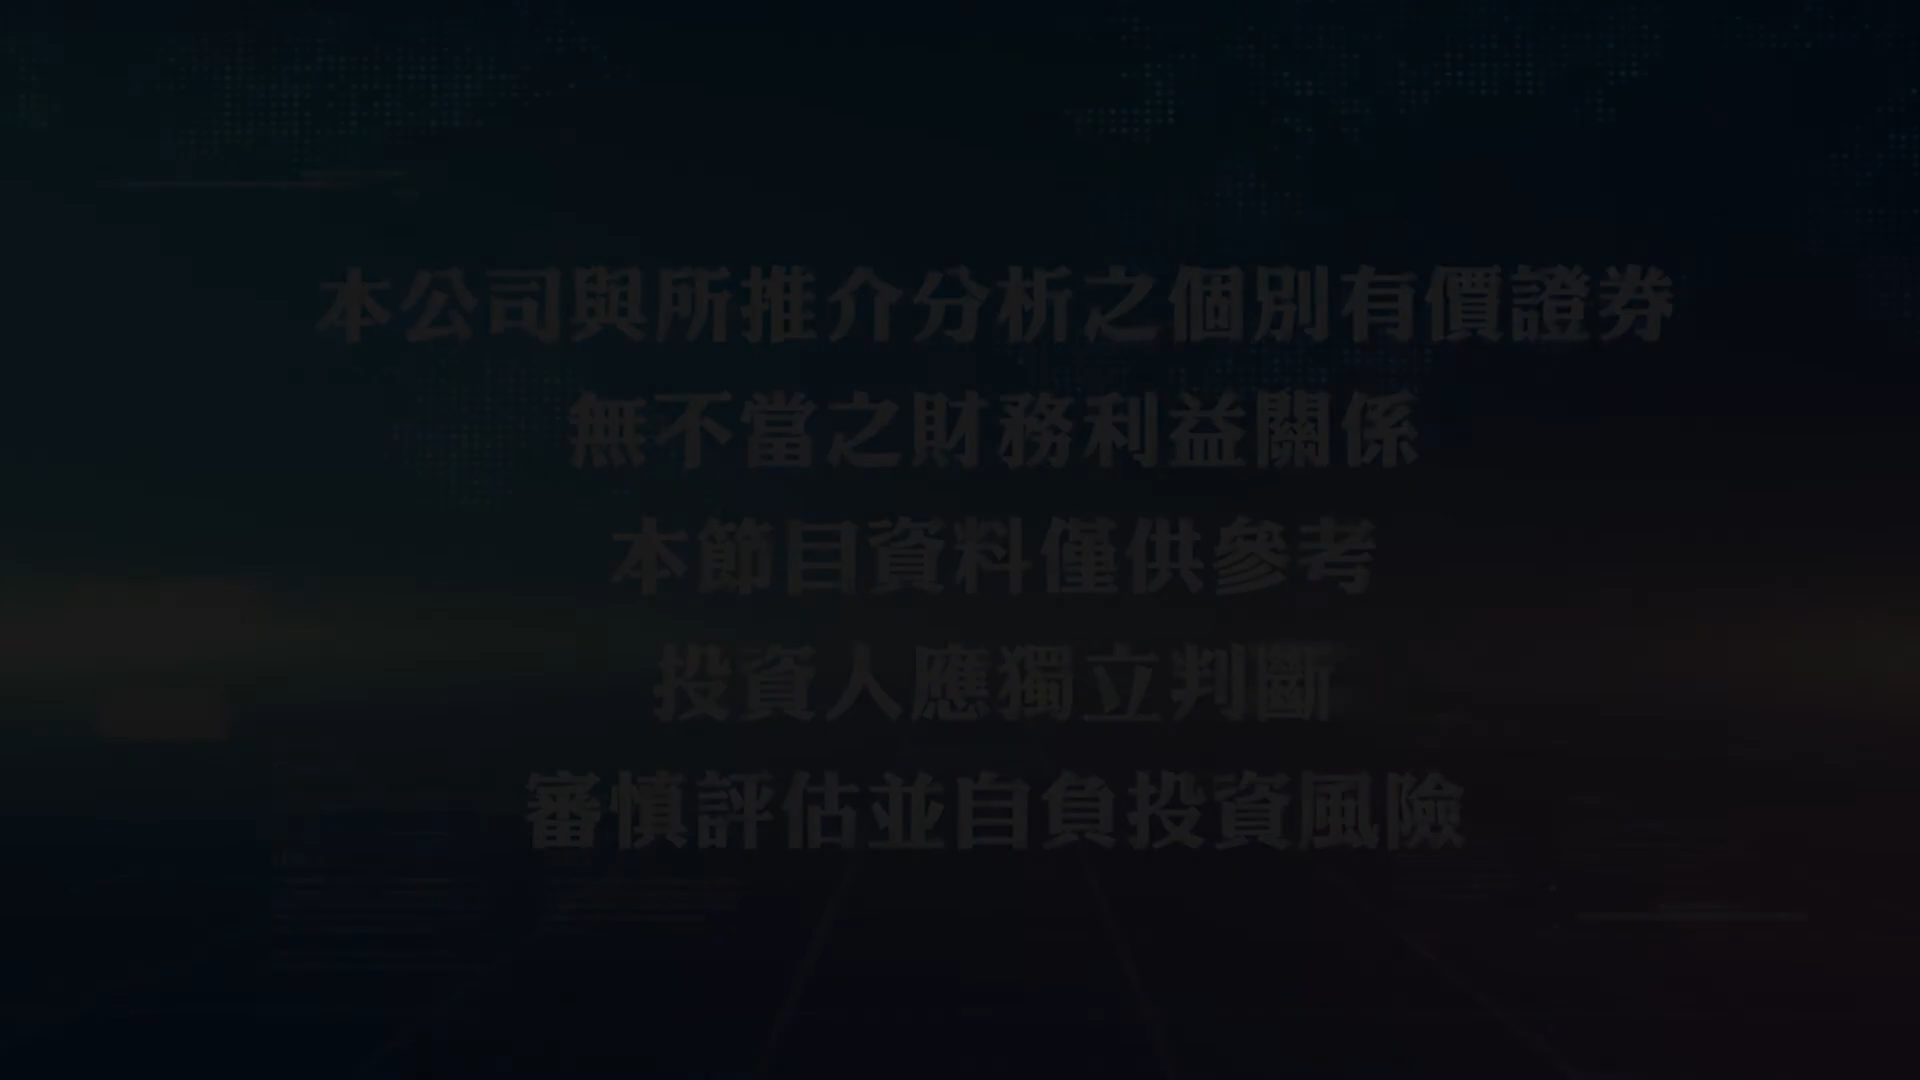 本公司與所推介分析之個別有價證券
無不當之財務利益關係
本節目資料僅供參考
投資人應獨立判斷
審慎評估並自負投資風險